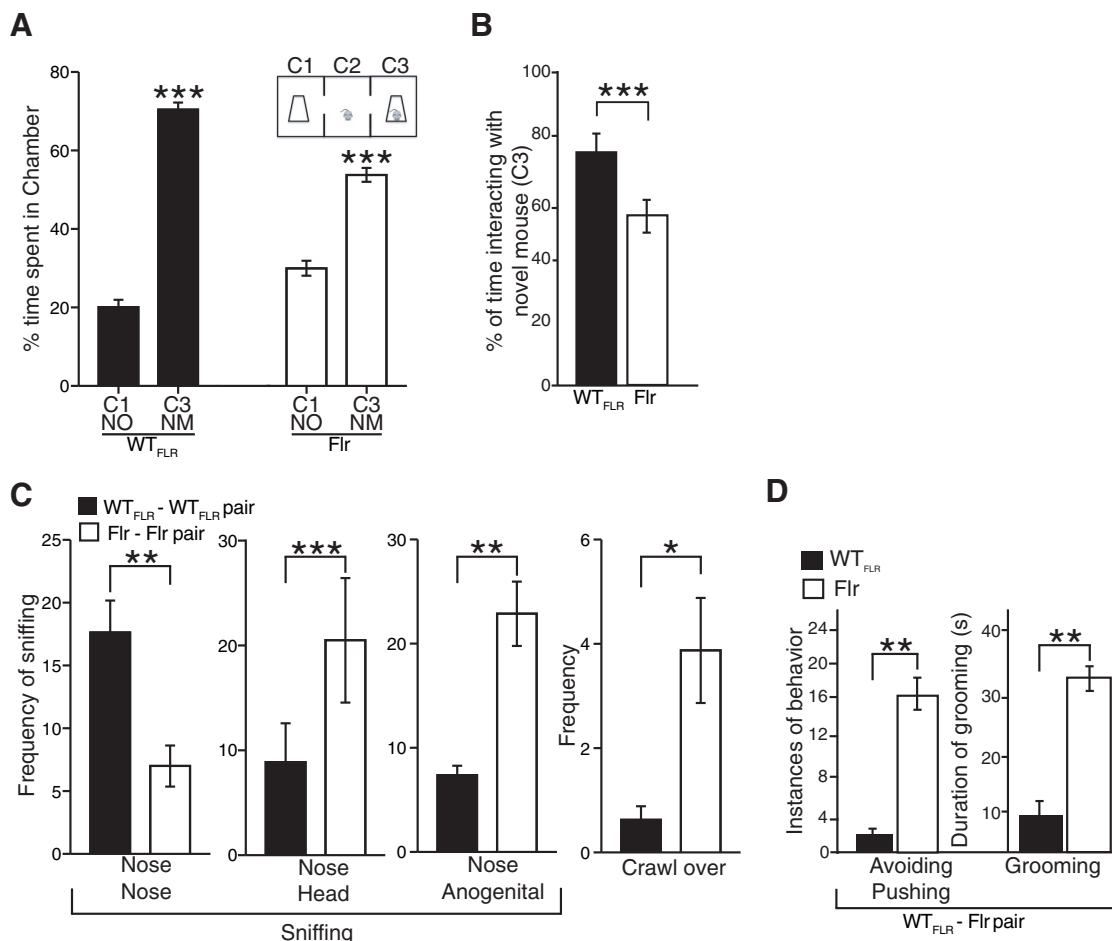 A
% time spent in Chamber
80
60
40
20
0
***
***
C1 C2 C3
C1 C3 C1 C3
NO NM NO NM
WTFLR Flr
B
% of time interacting with
novel mouse (C3)
100
80
60
40
20
0
***
WTFLR Flr
C
WTFLR - WTFLR pair
Flr - Flr pair
Frequency of sniffing
25
20
15
10
5
0
**
Nose
Nose
30
20
10
0
***
Nose
Head
30
20
10
0
**
Nose
Anogenital
Sniffing
Frequency
6
4
2
0
*
Crawl over
D
WTFLR
Flr
Instances of behavior
24
20
16
12
8
4
0
**
Avoiding
Pushing
Duration of grooming (s)
40
30
20
10
0
**
Grooming
WTFLR - Flr pair